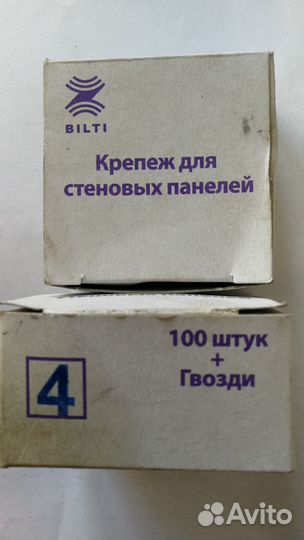 BILTI
Крепеж для
стеновых панелей
100 штук
+
Гвозди
4
Avito